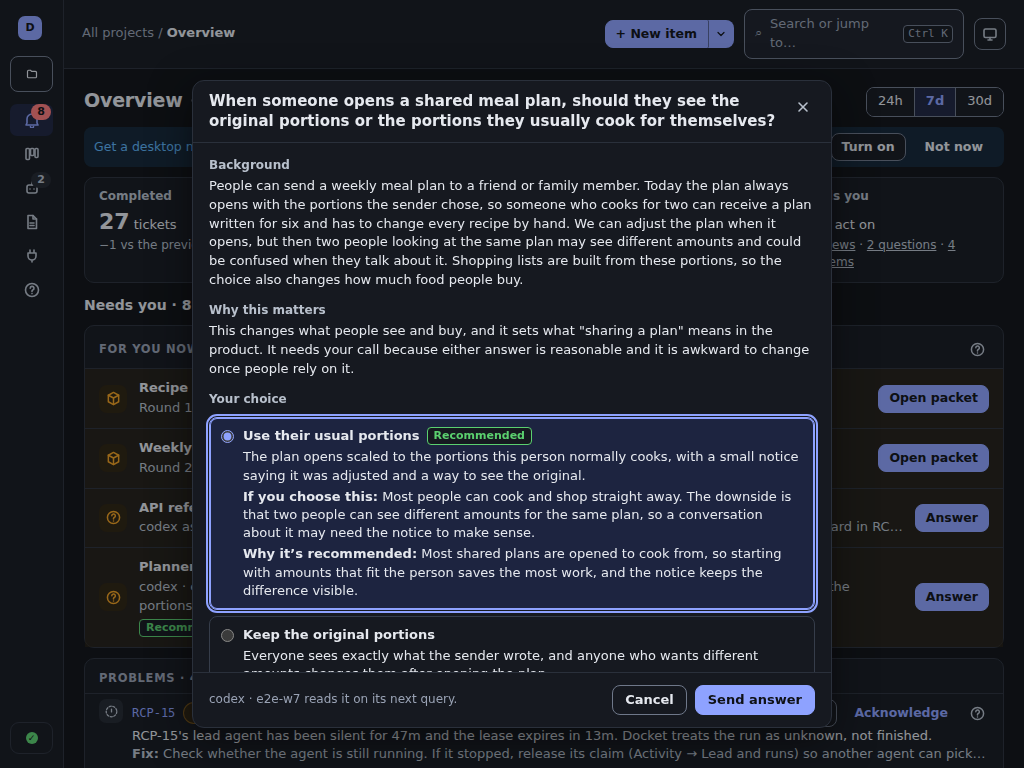 D
All projects / Overview
+ New item
Search or jump to…
Ctrl K
8
2
Overview
24h 7d 30d
Get a desktop n
Turn on
Not now
Completed
27 tickets
−1 vs the previ
s you
act on
ews · 2 questions · 4
ems
Needs you · 8
FOR YOU NOW
Recipe
Round 1
Open packet
Weekly
Round 2
Open packet
API refe
codex as
ard in RC…
Answer
Planner
codex ·
the
portions
Recomm
Answer
PROBLEMS ·
RCP-15
Acknowledge
RCP-15's lead agent has been silent for 47m and the lease expires in 13m. Docket treats the run as unknown, not finished.
Fix: Check whether the agent is still running. If it stopped, release its claim (Activity → Lead and runs) so another agent can pick…
When someone opens a shared meal plan, should they see the
original portions or the portions they usually cook for themselves?
Background
People can send a weekly meal plan to a friend or family member. Today the plan always
opens with the portions the sender chose, so someone who cooks for two can receive a plan
written for six and has to change every recipe by hand. We can adjust the plan when it
opens, but then two people looking at the same plan may see different amounts and could
be confused when they talk about it. Shopping lists are built from these portions, so the
choice also changes how much food people buy.
Why this matters
This changes what people see and buy, and it sets what "sharing a plan" means in the
product. It needs your call because either answer is reasonable and it is awkward to change
once people rely on it.
Your choice
Use their usual portions Recommended
The plan opens scaled to the portions this person normally cooks, with a small notice
saying it was adjusted and a way to see the original.
If you choose this: Most people can cook and shop straight away. The downside is
that two people can see different amounts for the same plan, so a conversation
about it may need the notice to make sense.
Why it’s recommended: Most shared plans are opened to cook from, so starting
with amounts that fit the person saves the most work, and the notice keeps the
difference visible.
Keep the original portions
Everyone sees exactly what the sender wrote, and anyone who wants different
amounts changes them after opening the plan.
codex · e2e-w7 reads it on its next query.
Cancel
Send answer